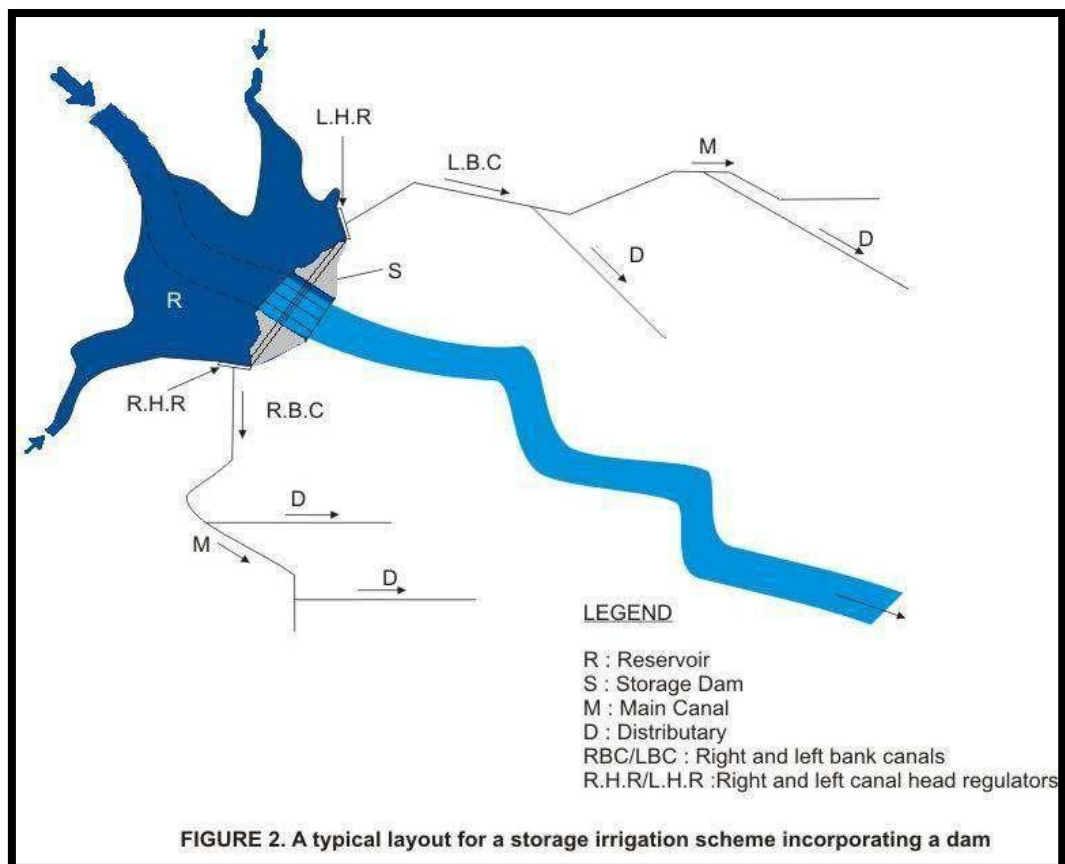 L.H.R
L.B.C
M
D
D
S
R
R.H.R
R.B.C
D
M
D
LEGEND
R : Reservoir
S : Storage Dam
M : Main Canal
D : Distributary
RBC/LBC : Right and left bank canals
R.H.R/L.H.R :Right and left canal head regulators
FIGURE 2. A typical layout for a storage irrigation scheme incorporating a dam